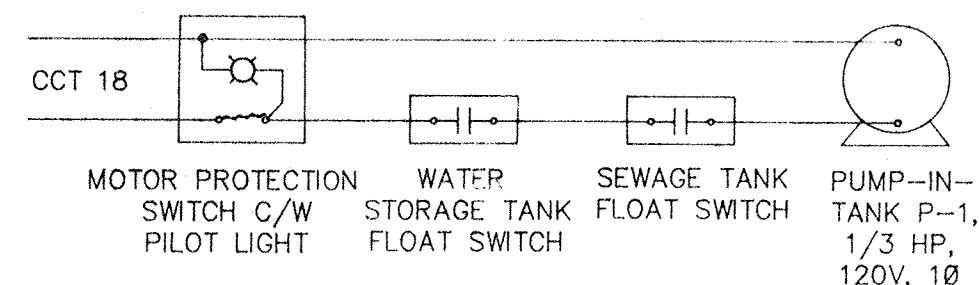 CCT 18
MOTOR PROTECTION
SWITCH C/W
PILOT LIGHT
WATER
STORAGE TANK
FLOAT SWITCH
SEWAGE TANK
FLOAT SWITCH
PUMP-IN-
TANK P-1,
1/3 HP,
120V, 1Ø